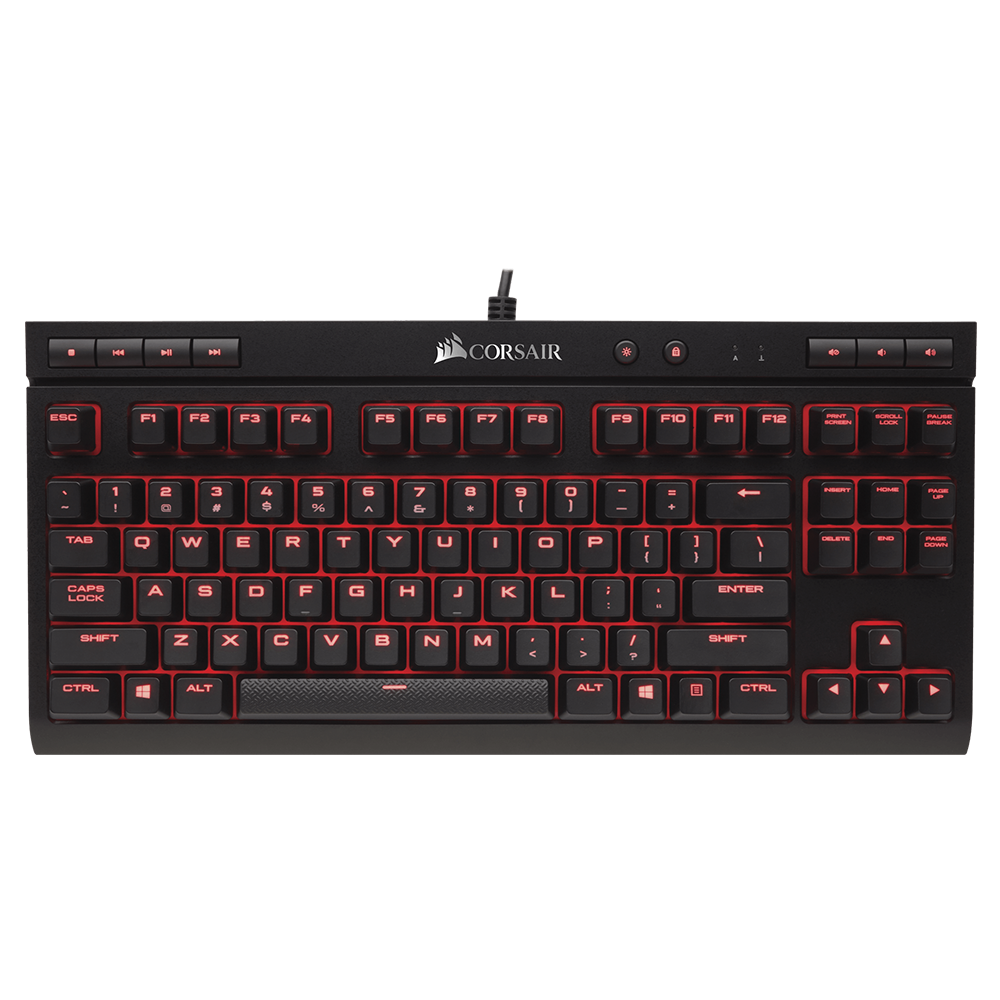 CORSAIR
A
ESC F1 F2 F3 F4 F5 F6 F7 F8 F9 F10 F11 F12 PRINT SCREEN SCROLL LOCK PAUSE BREAK
` ~ 1 ! 2 @ 3 # 4 $ 5 % 6 ^ 7 & 8 * 9 ( 0 ) - _ = + INSERT HOME PAGE UP
TAB Q W E R T Y U I O P [ { ] } \ | DELETE END PAGE DOWN
CAPS LOCK A S D F G H J K L ; : ' " ENTER
SHIFT Z X C V B N M , < . > / ? SHIFT
CTRL ALT ALT CTRL